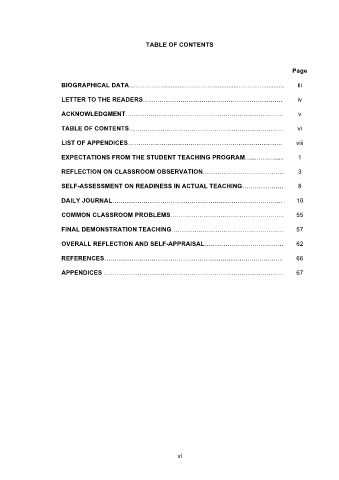 TABLE OF CONTENTS
Page
BIOGRAPHICAL DATA.......................................................................... iii
LETTER TO THE READERS.................................................................. iv
ACKNOWLEDGMENT........................................................................... v
TABLE OF CONTENTS......................................................................... vi
LIST OF APPENDICES.......................................................................... viii
EXPECTATIONS FROM THE STUDENT TEACHING PROGRAM.................. 1
REFLECTION ON CLASSROOM OBSERVATION...................................... 3
SELF-ASSESSMENT ON READINESS IN ACTUAL TEACHING................... 8
DAILY JOURNAL................................................................................. 10
COMMON CLASSROOM PROBLEMS...................................................... 55
FINAL DEMONSTRATION TEACHING..................................................... 57
OVERALL REFLECTION AND SELF-APPRAISAL...................................... 62
REFERENCES..................................................................................... 66
APPENDICES ..................................................................................... 67
vi